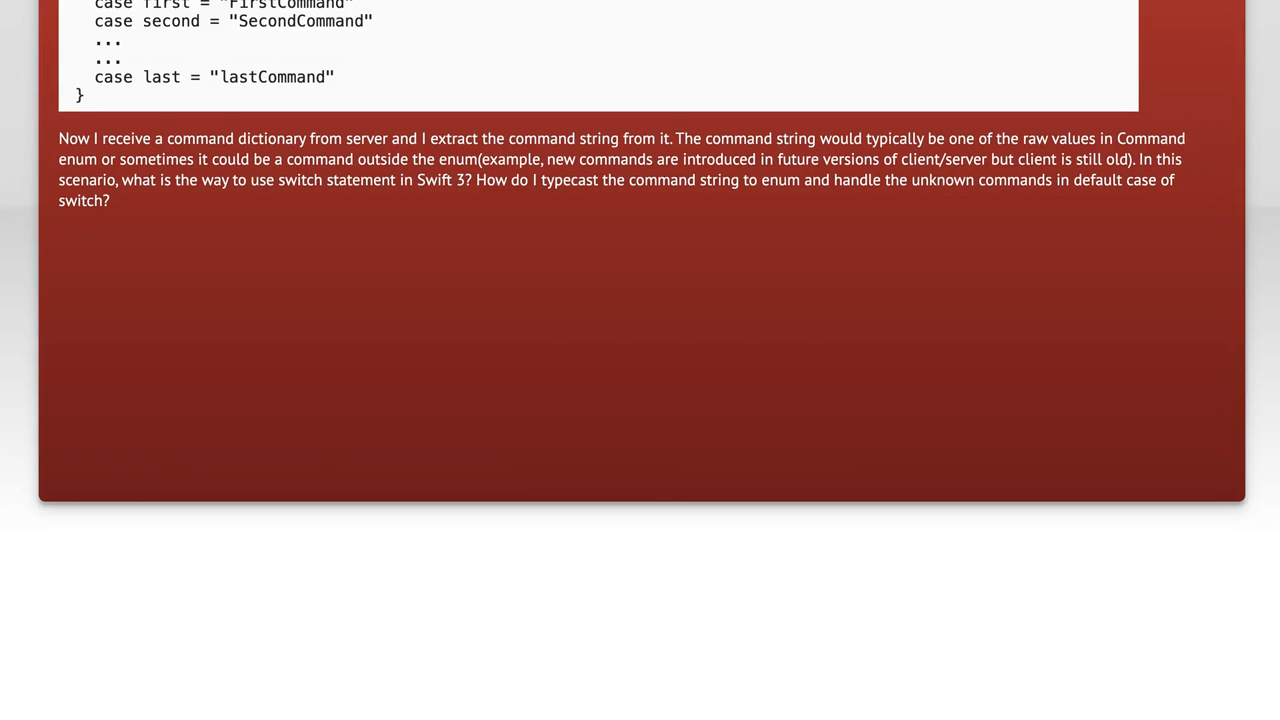 case first = "FirstCommand"
case second = "SecondCommand"
...
...
case last = "lastCommand"
}
Now I receive a command dictionary from server and I extract the command string from it. The command string would typically be one of the raw values in Command
enum or sometimes it could be a command outside the enum(example, new commands are introduced in future versions of client/server but client is still old). In this
scenario, what is the way to use switch statement in Swift 3? How do I typecast the command string to enum and handle the unknown commands in default case of
switch?